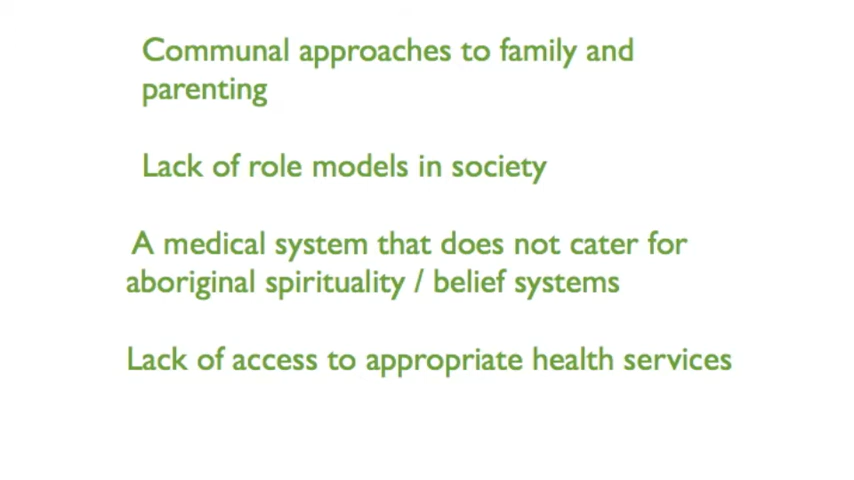 Communal approaches to family and
parenting
Lack of role models in society
A medical system that does not cater for
aboriginal spirituality / belief systems
Lack of access to appropriate health services